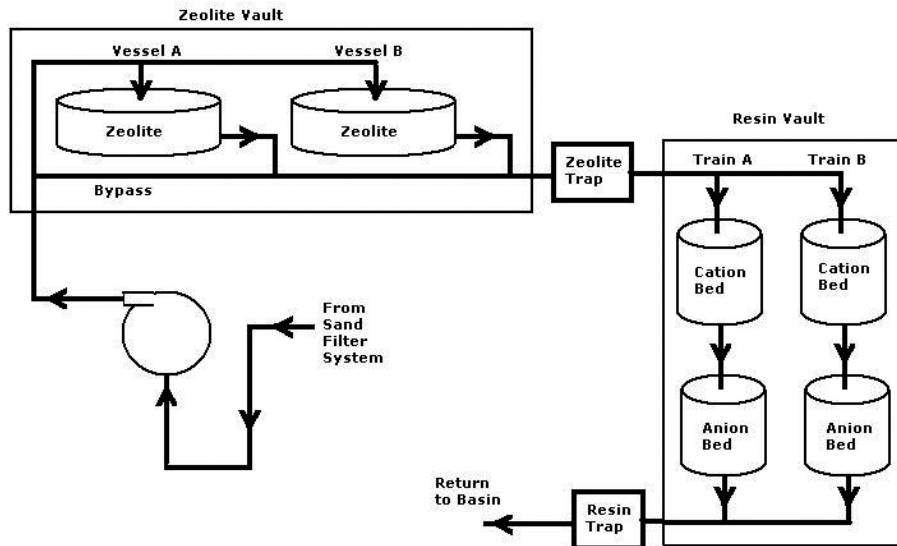 Zeolite Vault
Vessel A
Vessel B
Zeolite
Zeolite
Bypass
Zeolite
Trap
Resin Vault
Train A
Train B
Cation
Bed
Cation
Bed
From
Sand
Filter
System
Anion
Bed
Anion
Bed
Return
to Basin
Resin
Trap